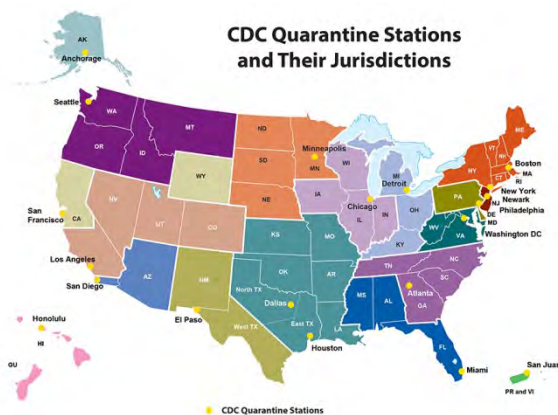 CDC Quarantine Stations
and Their Jurisdictions
AK
Anchorage
Seattle
WA
MT
OR
ID
WY
ND
SD
NE
MN
Minneapolis
WI
IA
IL
IN
Chicago
MI
Detroit
OH
KY
ME
VT
NH
NY
MA
CT
RI
Boston
New York
Newark
NJ
PA
Philadelphia
DE
MD
WV
VA
Washington DC
San
Francisco
CA
NV
UT
CO
Los Angeles
San Diego
AZ
NM
El Paso
West TX
KS
MO
OK
AR
North TX
Dallas
East TX
LA
Houston
TN
NC
SC
Atlanta
GA
MS
AL
FL
Miami
Honolulu
HI
GU
San Juan
PR and VI
CDC Quarantine Stations